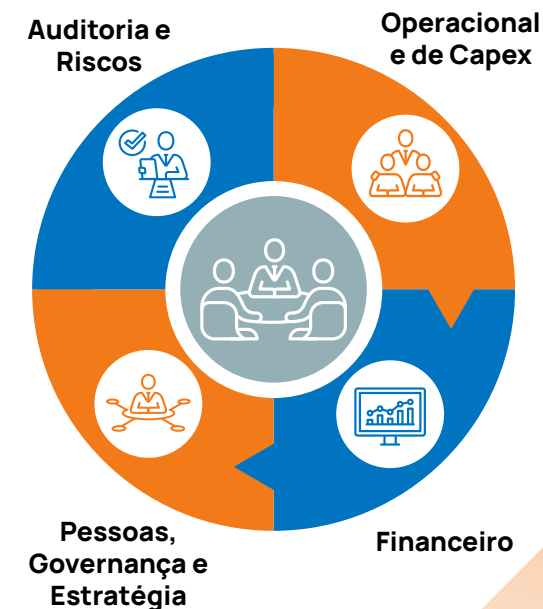 Auditoria e
Riscos
Operacional
e de Capex
Pessoas,
Governança e
Estratégia
Financeiro